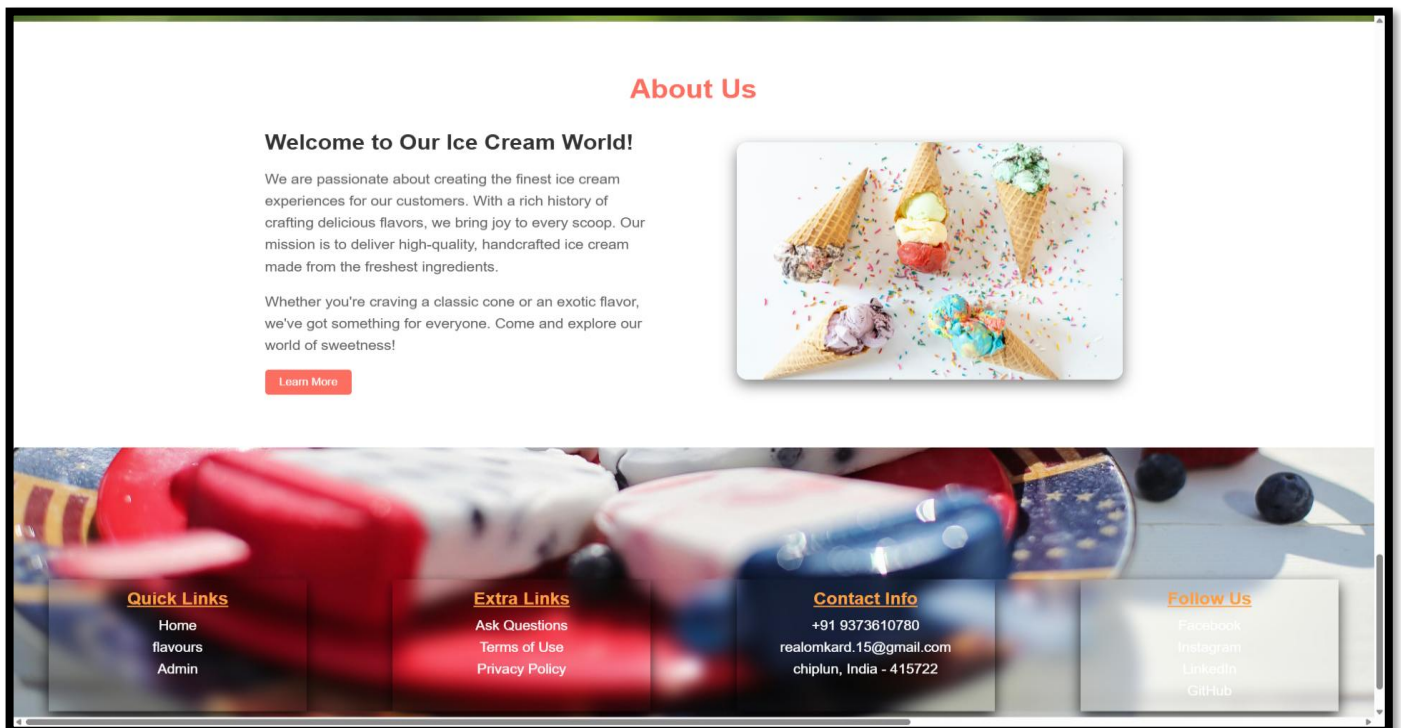 About Us
Welcome to Our Ice Cream World!
We are passionate about creating the finest ice cream
experiences for our customers. With a rich history of
crafting delicious flavors, we bring joy to every scoop. Our
mission is to deliver high-quality, handcrafted ice cream
made from the freshest ingredients.
Whether you're craving a classic cone or an exotic flavor,
we've got something for everyone. Come and explore our
world of sweetness!
Learn More
Quick Links
Home
flavours
Admin
Extra Links
Ask Questions
Terms of Use
Privacy Policy
Contact Info
+91 9373610780
realomkard.15@gmail.com
chiplun, India - 415722
Follow Us
Facebook
Instagram
LinkedIn
GitHub